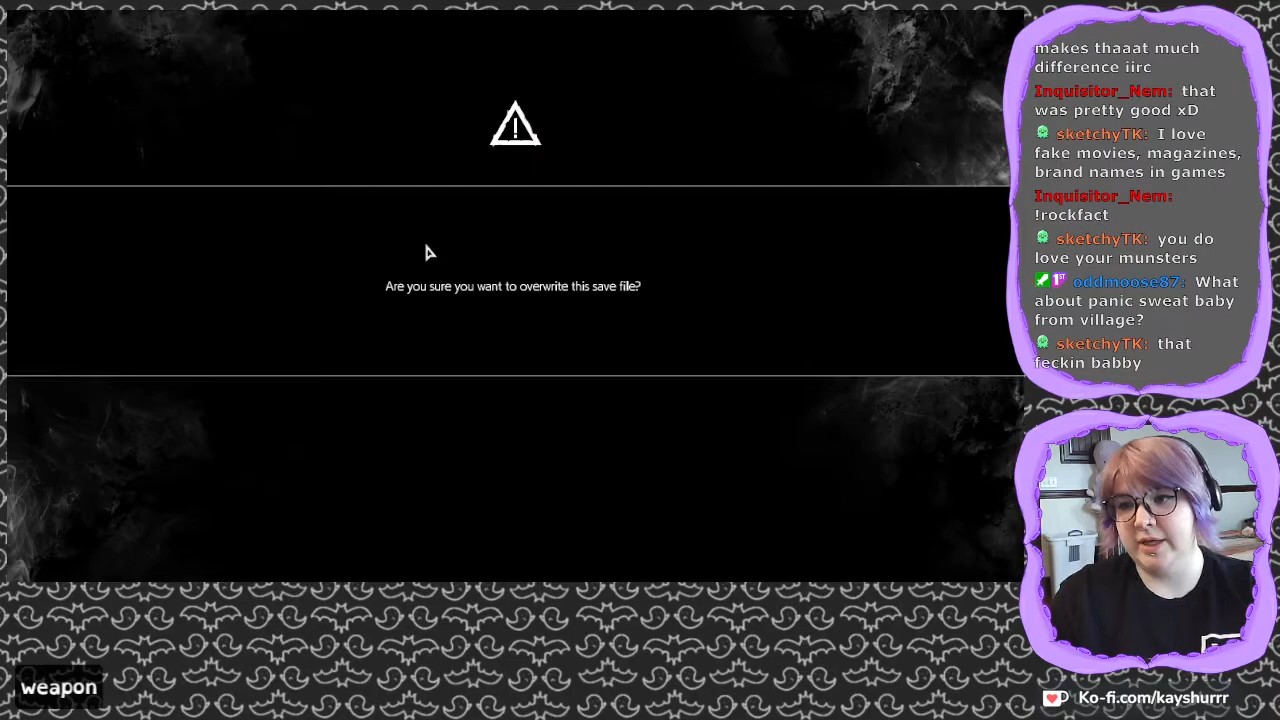 Are you sure you want to overwrite this save file?
makes thaaat much
difference iirc
Inquisitor_Nem: that
was pretty good xD
sketchyTK: I love
fake movies, magazines,
brand names in games
Inquisitor_Nem:
!rockfact
sketchyTK: you do
love your munsters
1ST oddmoose87: What
about panic sweat baby
from village?
sketchyTK: that
feckin babby
weapon
Ko-fi.com/kayshurrr